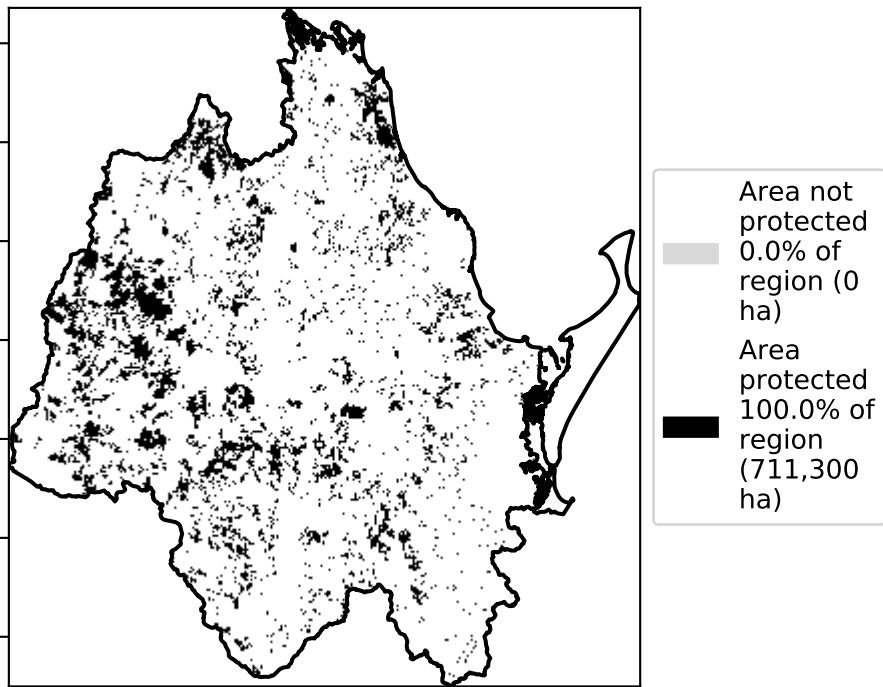 Area not
protected
0.0% of
region (0
ha)
Area
protected
100.0% of
region
(711,300
ha)